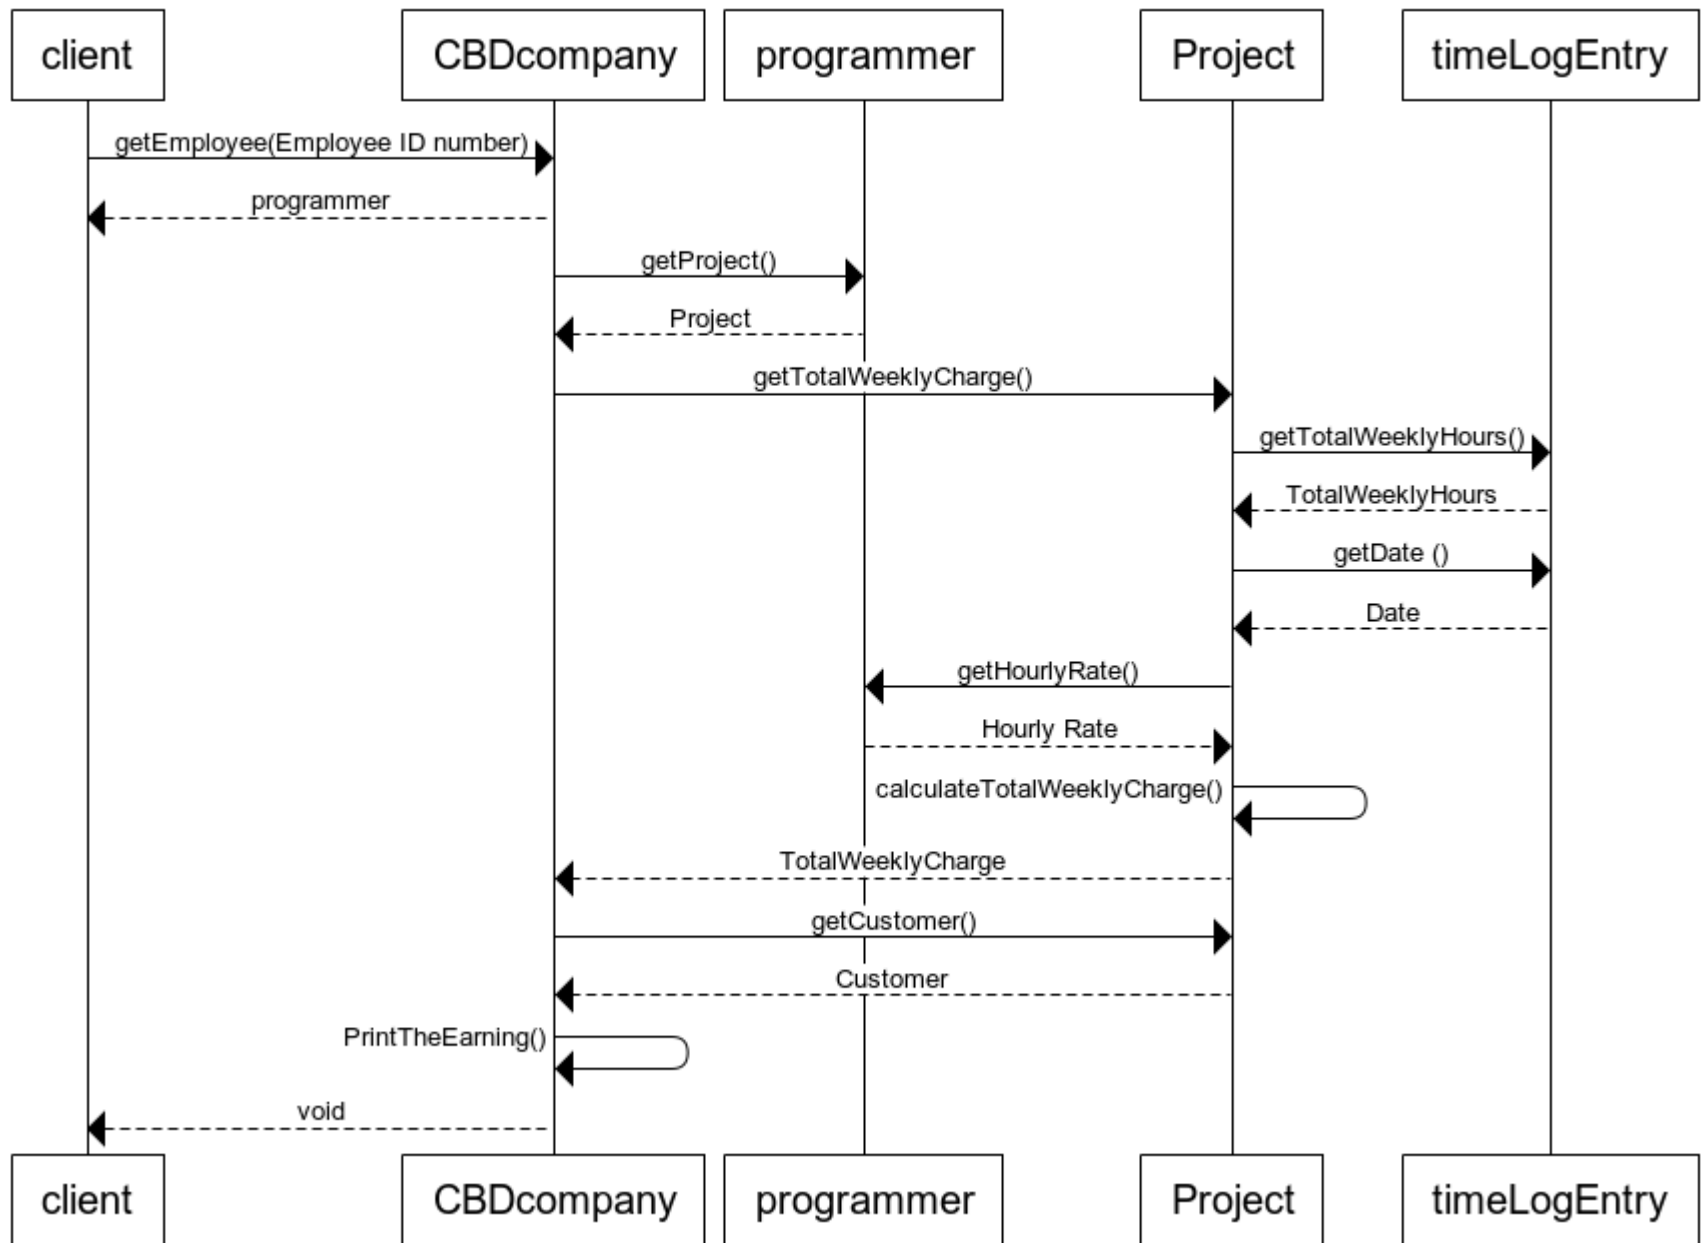 client
CBDcompany
programmer
Project
timeLogEntry
getEmployee(Employee ID number)
programmer
getProject()
Project
getTotalWeeklyCharge()
getTotalWeeklyHours()
TotalWeeklyHours
getDate ()
Date
getHourlyRate()
Hourly Rate
calculateTotalWeeklyCharge()
TotalWeeklyCharge
getCustomer()
Customer
PrintTheEarning()
void
client
CBDcompany
programmer
Project
timeLogEntry